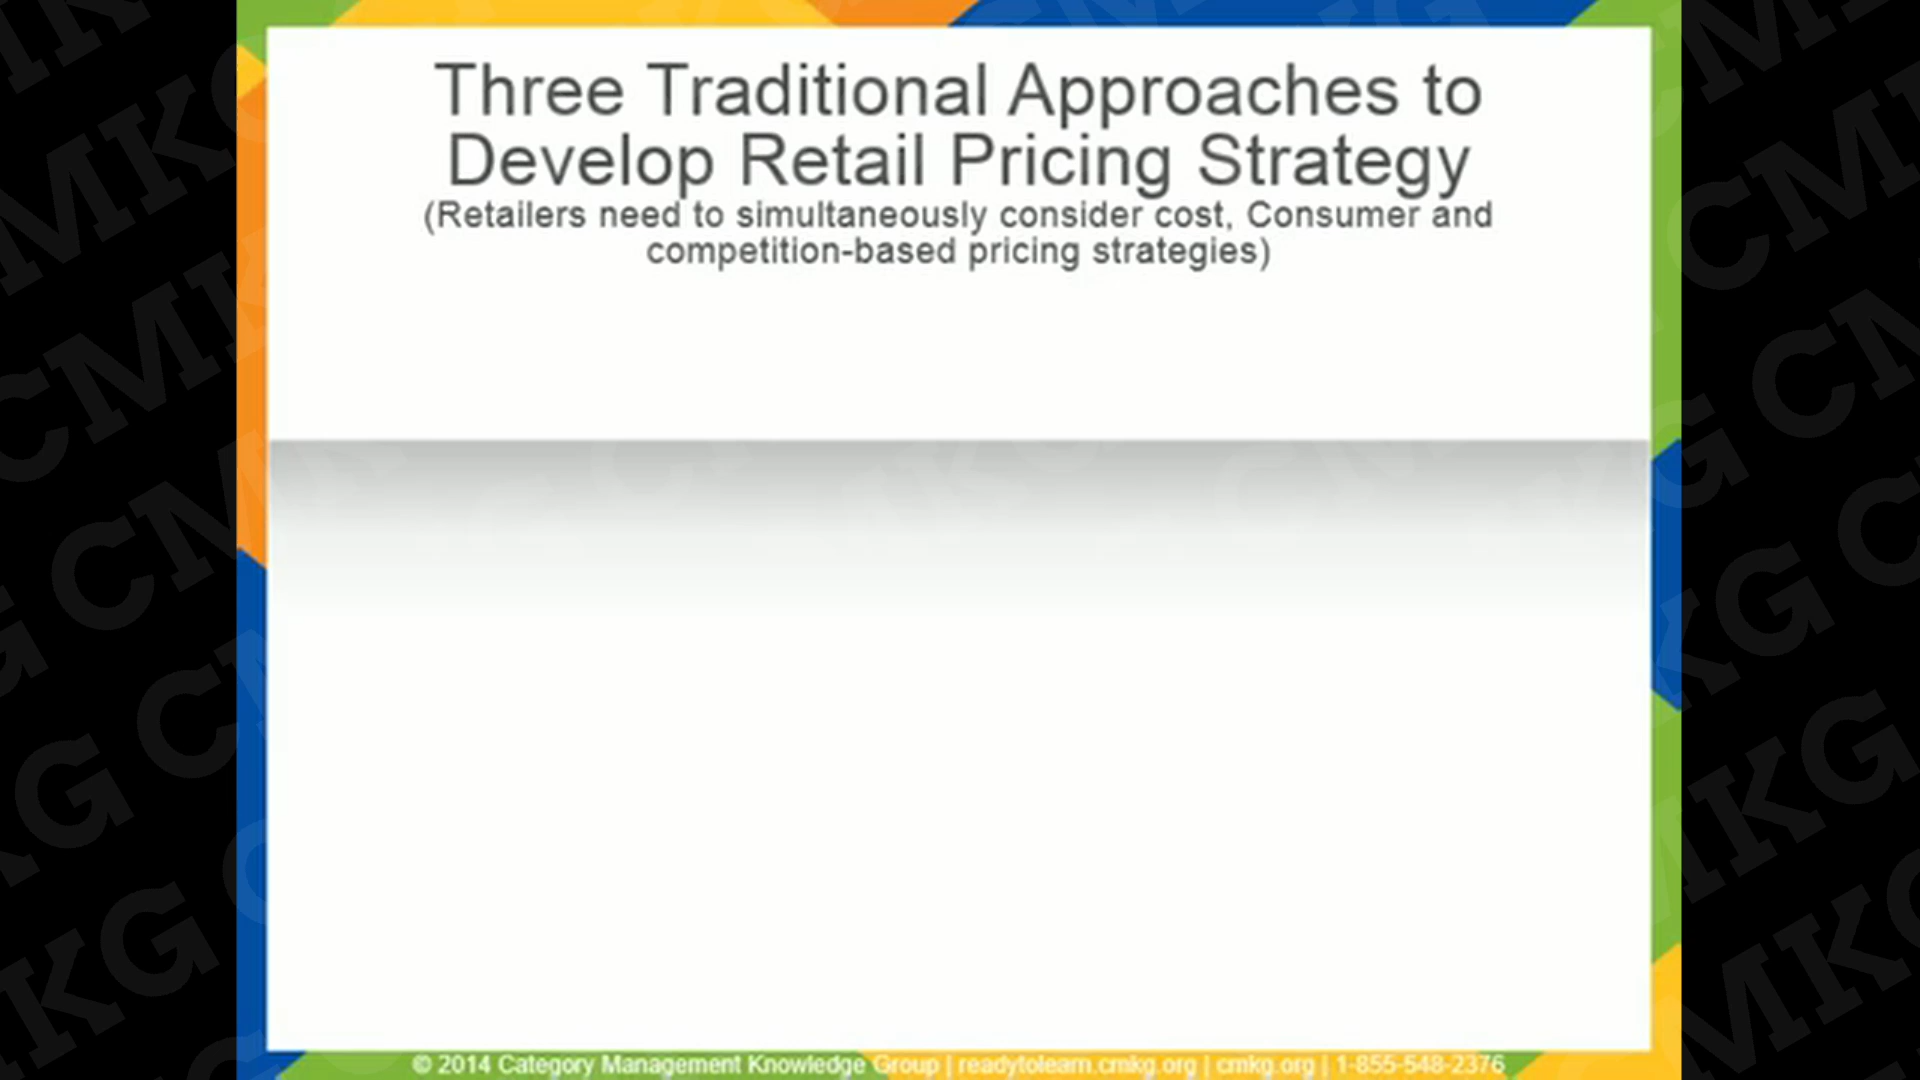 Three Traditional Approaches to
Develop Retail Pricing Strategy
(Retailers need to simultaneously consider cost, Consumer and
competition-based pricing strategies)
© 2014 Category Management Knowledge Group | readytolearn.cmkg.org | cmkg.org | 1-855-548-2376
CMKG